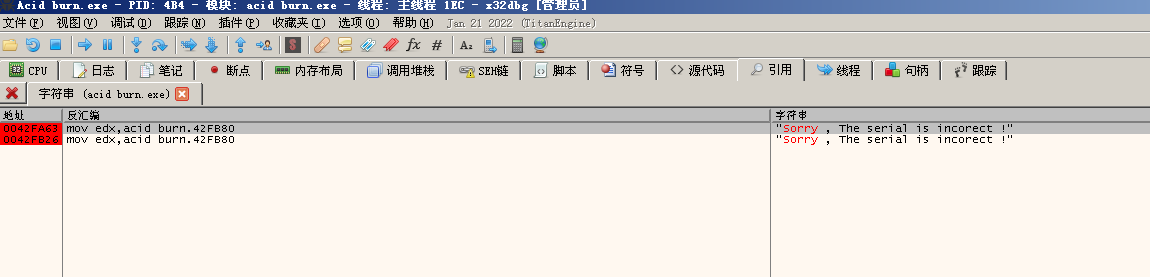 Acid burn.exe - PID: 4B4 - 模块: acid burn.exe - 线程: 主线程 1EC - x32dbg [管理员]
文件(F) 视图(V) 调试(D) 跟踪(N) 插件(P) 收藏夹(I) 选项(O) 帮助(H) Jan 21 2022 (TitanEngine)
CPU 日志 笔记 断点 内存布局 调用堆栈 SEH链 脚本 符号 源代码 引用 线程 句柄 跟踪
字符串 (acid burn.exe)
地址 反汇编 字符串
0042FA63 mov edx,acid burn.42FB80 "Sorry , The serial is incorect !"
0042FB26 mov edx,acid burn.42FB80 "Sorry , The serial is incorect !"